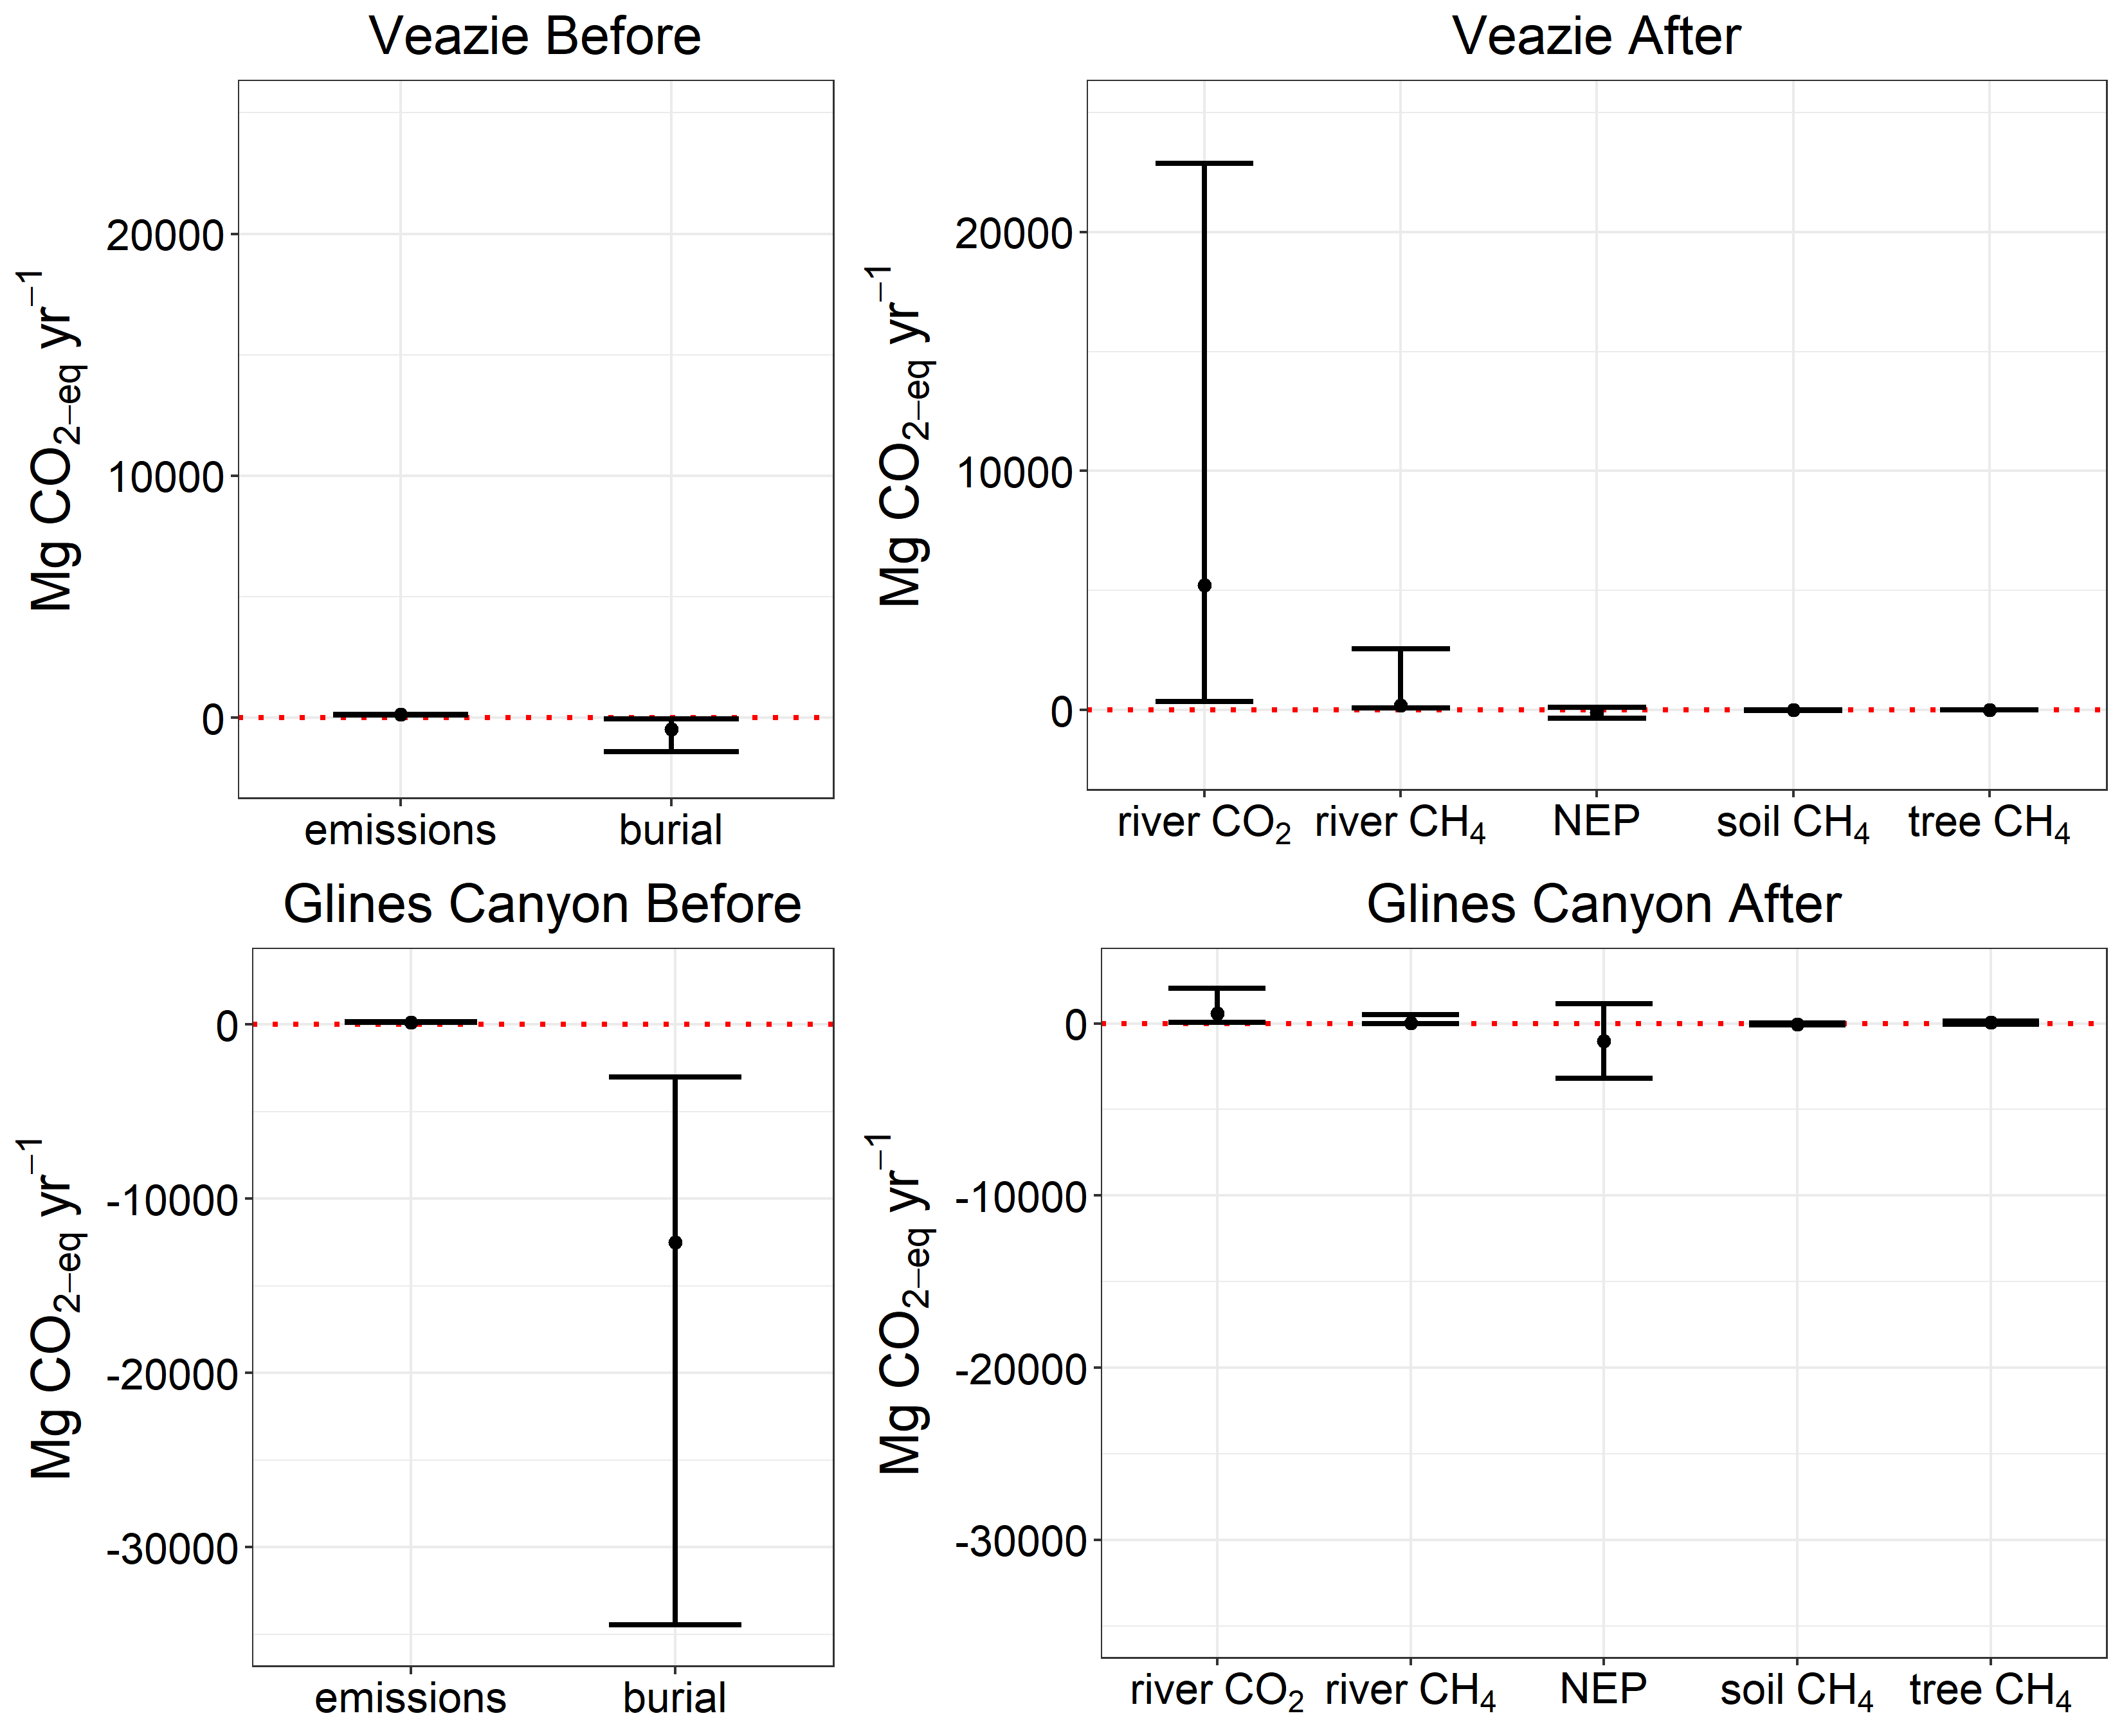 Veazie Before
Mg CO₂₋eq yr⁻¹
20000
10000
0
emissions burial
Veazie After
Mg CO₂₋eq yr⁻¹
20000
10000
0
river CO₂ river CH₄ NEP soil CH₄ tree CH₄
Glines Canyon Before
Mg CO₂₋eq yr⁻¹
0
-10000
-20000
-30000
emissions burial
Glines Canyon After
Mg CO₂₋eq yr⁻¹
0
-10000
-20000
-30000
river CO₂ river CH₄ NEP soil CH₄ tree CH₄